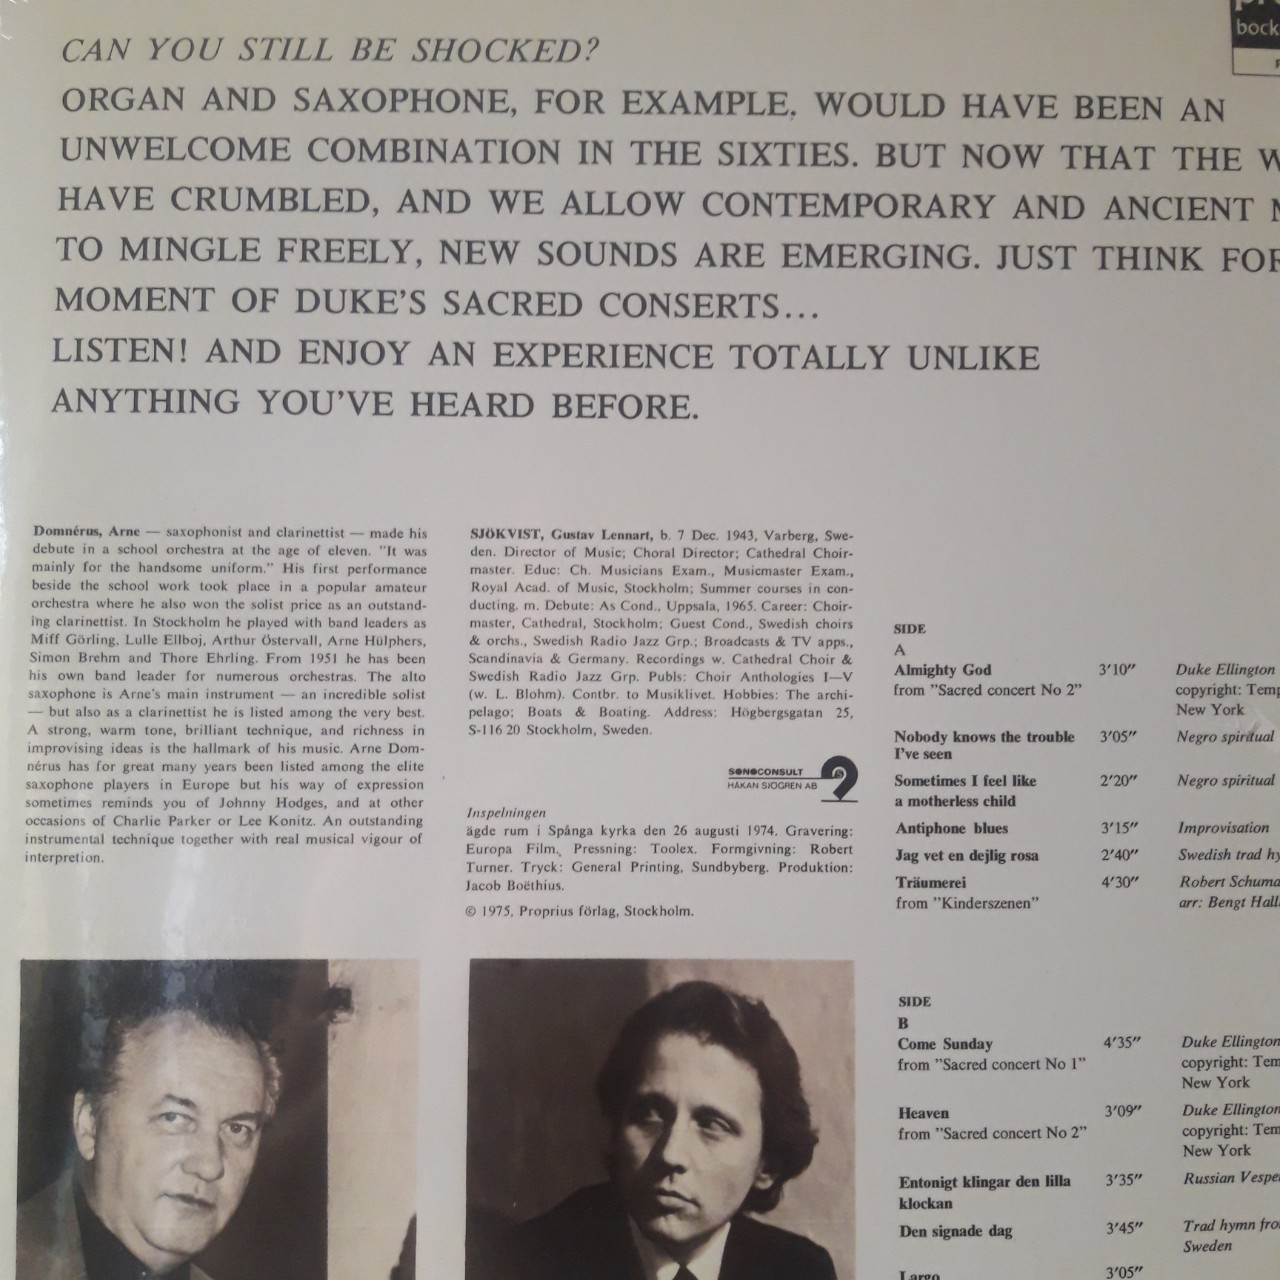 bock
CAN YOU STILL BE SHOCKED?
ORGAN AND SAXOPHONE, FOR EXAMPLE, WOULD HAVE BEEN AN
UNWELCOME COMBINATION IN THE SIXTIES. BUT NOW THAT THE
HAVE CRUMBLED, AND WE ALLOW CONTEMPORARY AND ANCIENT
TO MINGLE FREELY, NEW SOUNDS ARE EMERGING. JUST THINK FOR
MOMENT OF DUKE'S SACRED CONSERTS...
LISTEN! AND ENJOY AN EXPERIENCE TOTALLY UNLIKE
ANYTHING YOU'VE HEARD BEFORE.
Domnérus, Arne — saxophonist and clarinettist — made his
debute in a school orchestra at the age of eleven. "It was
mainly for the handsome uniform." His first performance
beside the school work took place in a popular amateur
orchestra where he also won the solist price as an outstand-
ing clarinettist. In Stockholm he played with band leaders as
Miff Görling, Lulle Ellboj, Arthur Östervall, Arne Hülphers,
Simon Brehm and Thore Ehrling. From 1951 he has been
his own band leader for numerous orchestras. The alto
saxophone is Arne's main instrument — an incredible solist
— but also as a clarinettist he is listed among the very best.
A strong, warm tone, brilliant technique, and richness in
improvising ideas is the hallmark of his music. Arne Dom-
nérus has for great many years been listed among the elite
saxophone players in Europe but his way of expression
sometimes reminds you of Johnny Hodges, and at other
occasions of Charlie Parker or Lee Konitz. An outstanding
instrumental technique together with real musical vigour of
interpretion.
SJÖKVIST, Gustav Lennart, b. 7 Dec. 1943, Varberg, Swe-
den. Director of Music; Choral Director; Cathedral Choir-
master. Educ: Ch. Musicians Exam., Musicmaster Exam.,
Royal Acad. of Music, Stockholm; Summer courses in con-
ducting. m. Debute: As Cond., Uppsala, 1965. Career: Choir-
master, Cathedral, Stockholm; Guest Cond., Swedish choirs
& orchs., Swedish Radio Jazz Grp.; Broadcasts & TV apps.,
Scandinavia & Germany. Recordings w. Cathedral Choir &
Swedish Radio Jazz Grp. Publs: Choir Anthologies I—V
(w. L. Blohm). Contbr. to Musiklivet. Hobbies: The archi-
pelago; Boats & Boating. Address: Högbergsgatan 25,
S-116 20 Stockholm, Sweden.
SONOCONSULT
HÅKAN SJÖGREN AB
Inspelningen
ägde rum i Spånga kyrka den 26 augusti 1974. Gravering:
Europa Film. Pressning: Toolex. Formgivning: Robert
Turner. Tryck: General Printing, Sundbyberg. Produktion:
Jacob Boëthius.
© 1975, Proprius förlag, Stockholm.
SIDE
A
Almighty God 3'10" Duke Ellington
from "Sacred concert No 2" copyright: Temp
New York
Nobody knows the trouble 3'05" Negro spiritual
I've seen
Sometimes I feel like 2'20" Negro spiritual
a motherless child
Antiphone blues 3'15" Improvisation
Jag vet en dejlig rosa 2'40" Swedish trad hy
Träumerei 4'30" Robert Schuma
from "Kinderszenen" arr: Bengt Hall
SIDE
B
Come Sunday 4'35" Duke Ellington
from "Sacred concert No 1" copyright: Tem
New York
Heaven 3'09" Duke Ellington
from "Sacred concert No 2" copyright: Tem
New York
Entonigt klingar den lilla 3'35" Russian Vespe
klockan
Den signade dag 3'45" Trad hymn fro
Sweden
Largo 3'05"